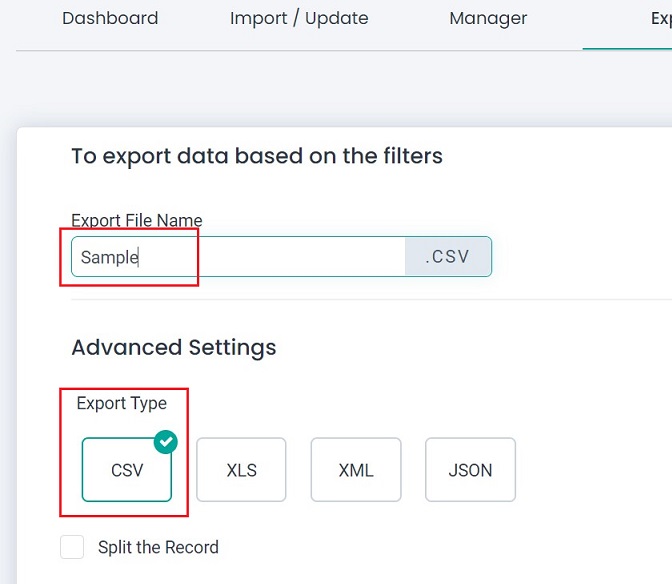 Dashboard Import / Update Manager Exp
To export data based on the filters
Export File Name
Sample .CSV
Advanced Settings
Export Type
CSV XLS XML JSON
Split the Record